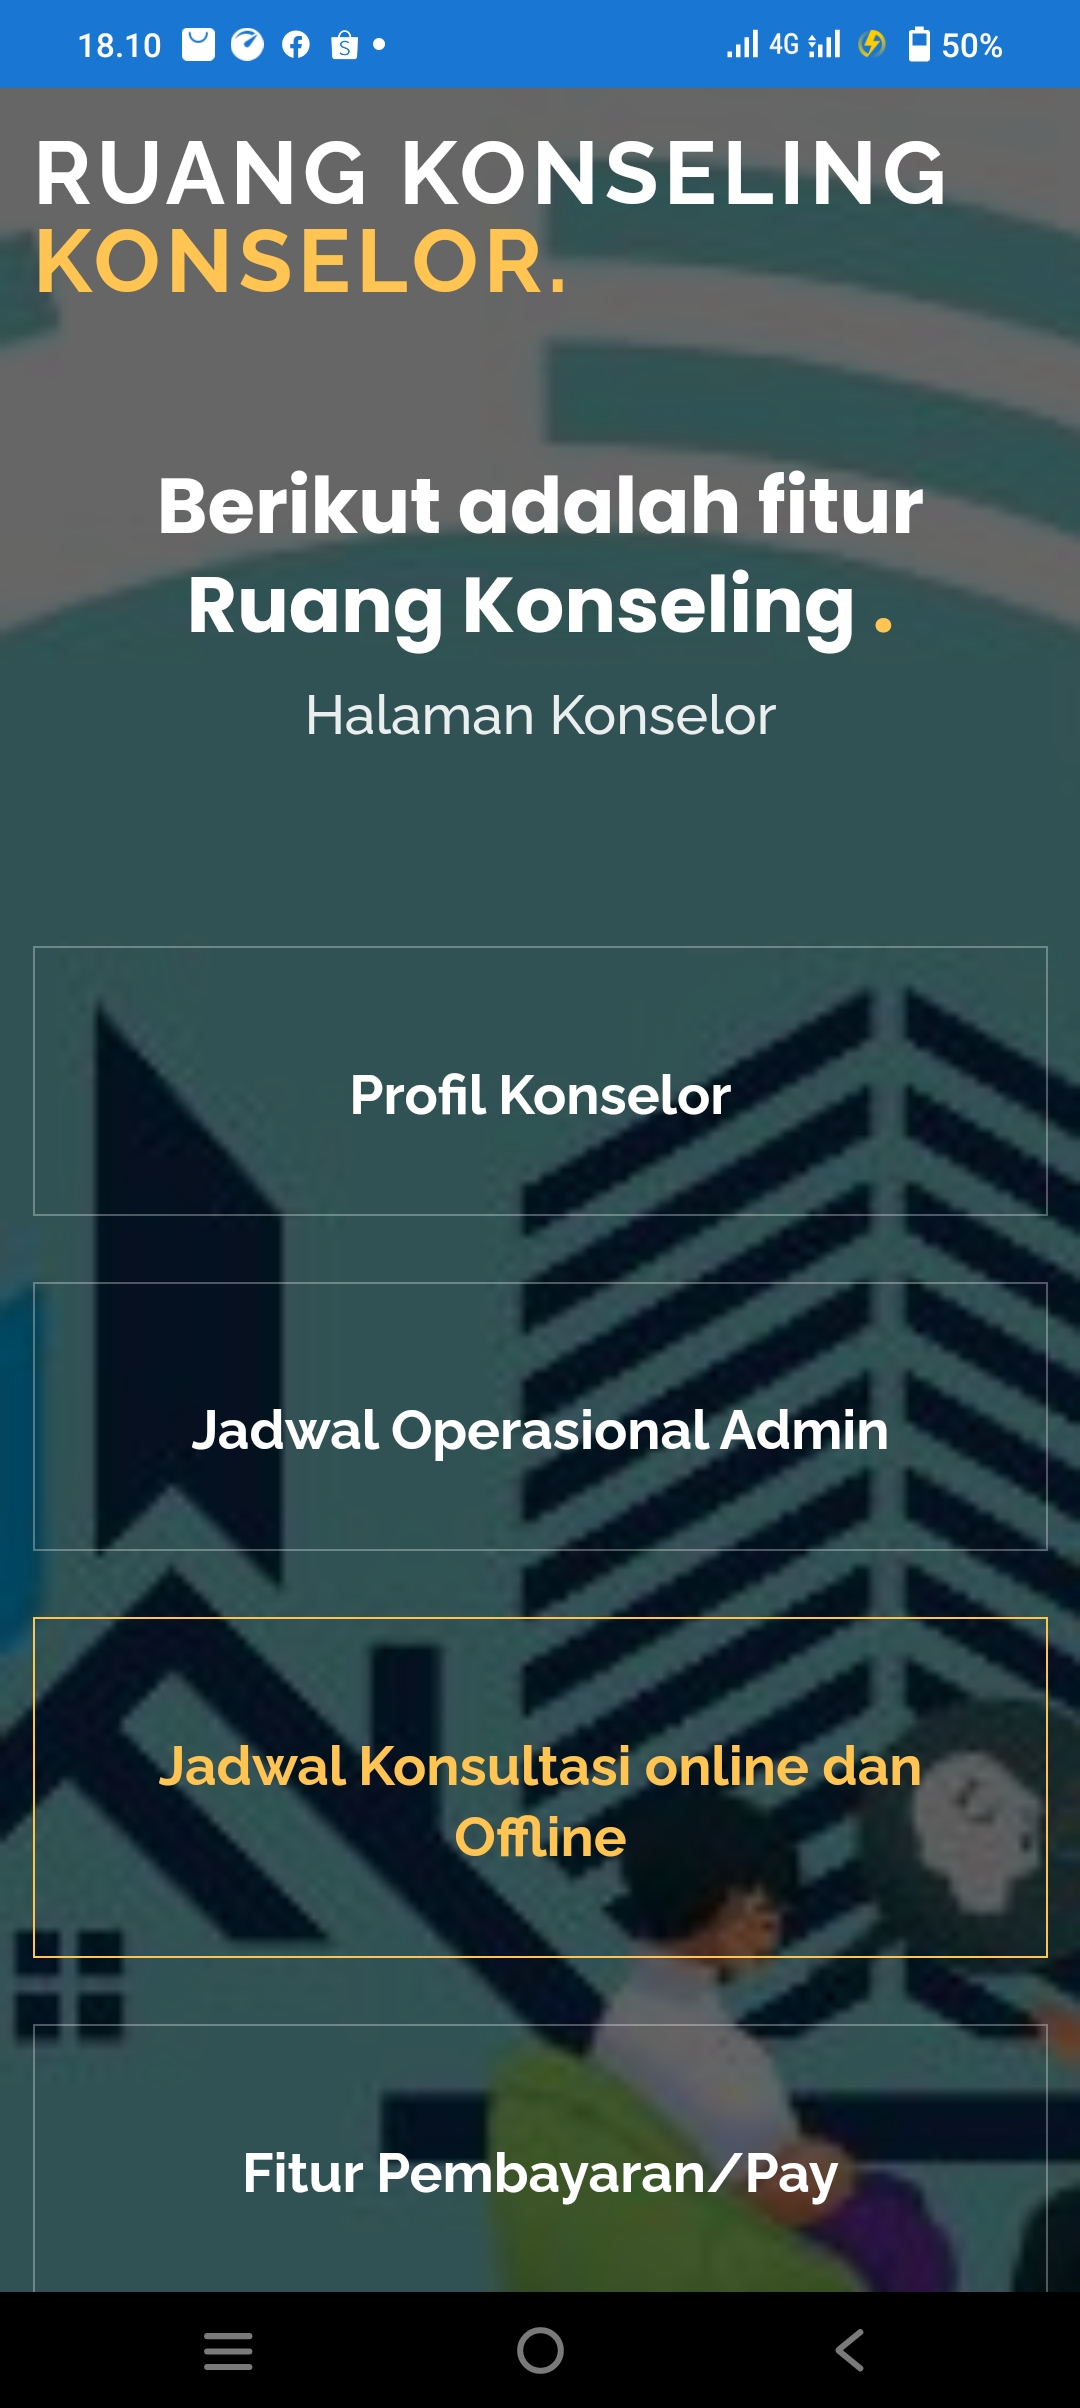 18.10
4G
50%
RUANG KONSELING
KONSELOR.
Berikut adalah fitur
Ruang Konseling .
Halaman Konselor
Profil Konselor
Jadwal Operasional Admin
Jadwal Konsultasi online dan
Offline
Fitur Pembayaran/Pay